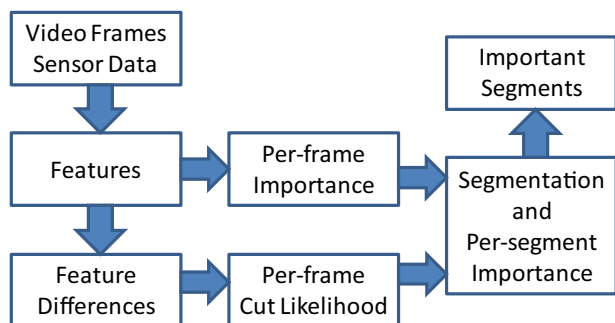 Video Frames
Sensor Data
Important
Segments
Features
Per-frame
Importance
Segmentation
and
Per-segment
Importance
Feature
Differences
Per-frame
Cut Likelihood